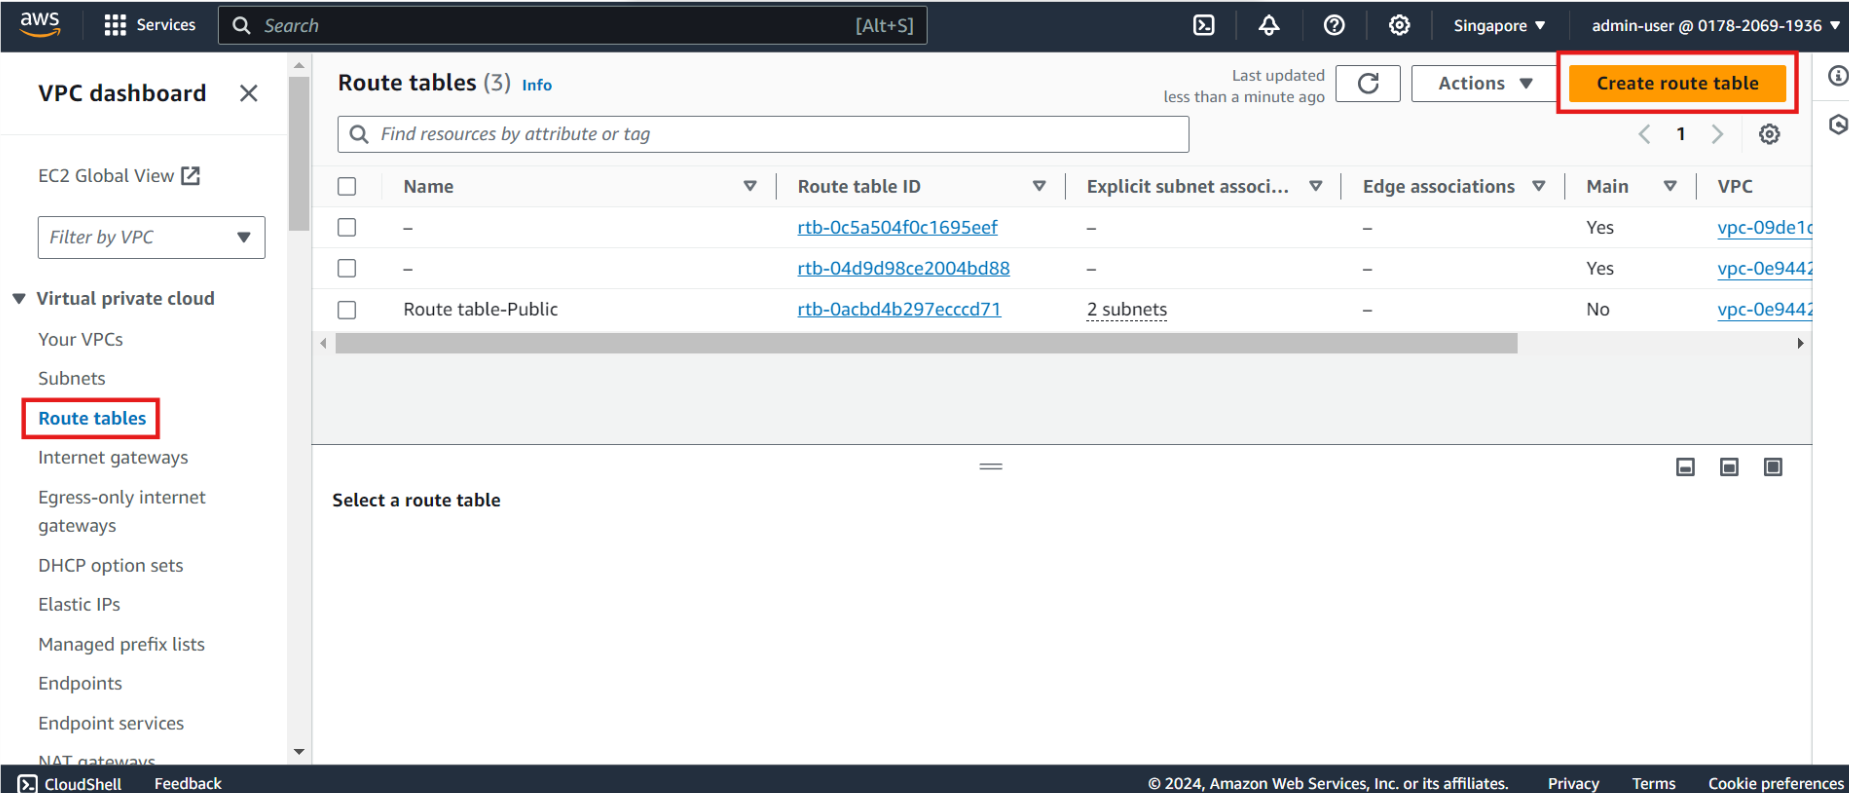 aws
Services
Search
[Alt+S]
Singapore
admin-user @ 0178-2069-1936
VPC dashboard
EC2 Global View
Filter by VPC
Virtual private cloud
Your VPCs
Subnets
Route tables
Internet gateways
Egress-only internet
gateways
DHCP option sets
Elastic IPs
Managed prefix lists
Endpoints
Endpoint services
NAT gateways
Route tables (3) Info
Last updated
less than a minute ago
Actions
Create route table
Find resources by attribute or tag
1
Name Route table ID Explicit subnet associ... Edge associations Main VPC
– rtb-0c5a504f0c1695eef – – Yes vpc-09de1c
– rtb-04d9d98ce2004bd88 – – Yes vpc-0e9442
Route table-Public rtb-0acbd4b297ecccd71 2 subnets – No vpc-0e9442
Select a route table
CloudShell Feedback
© 2024, Amazon Web Services, Inc. or its affiliates. Privacy Terms Cookie preferences